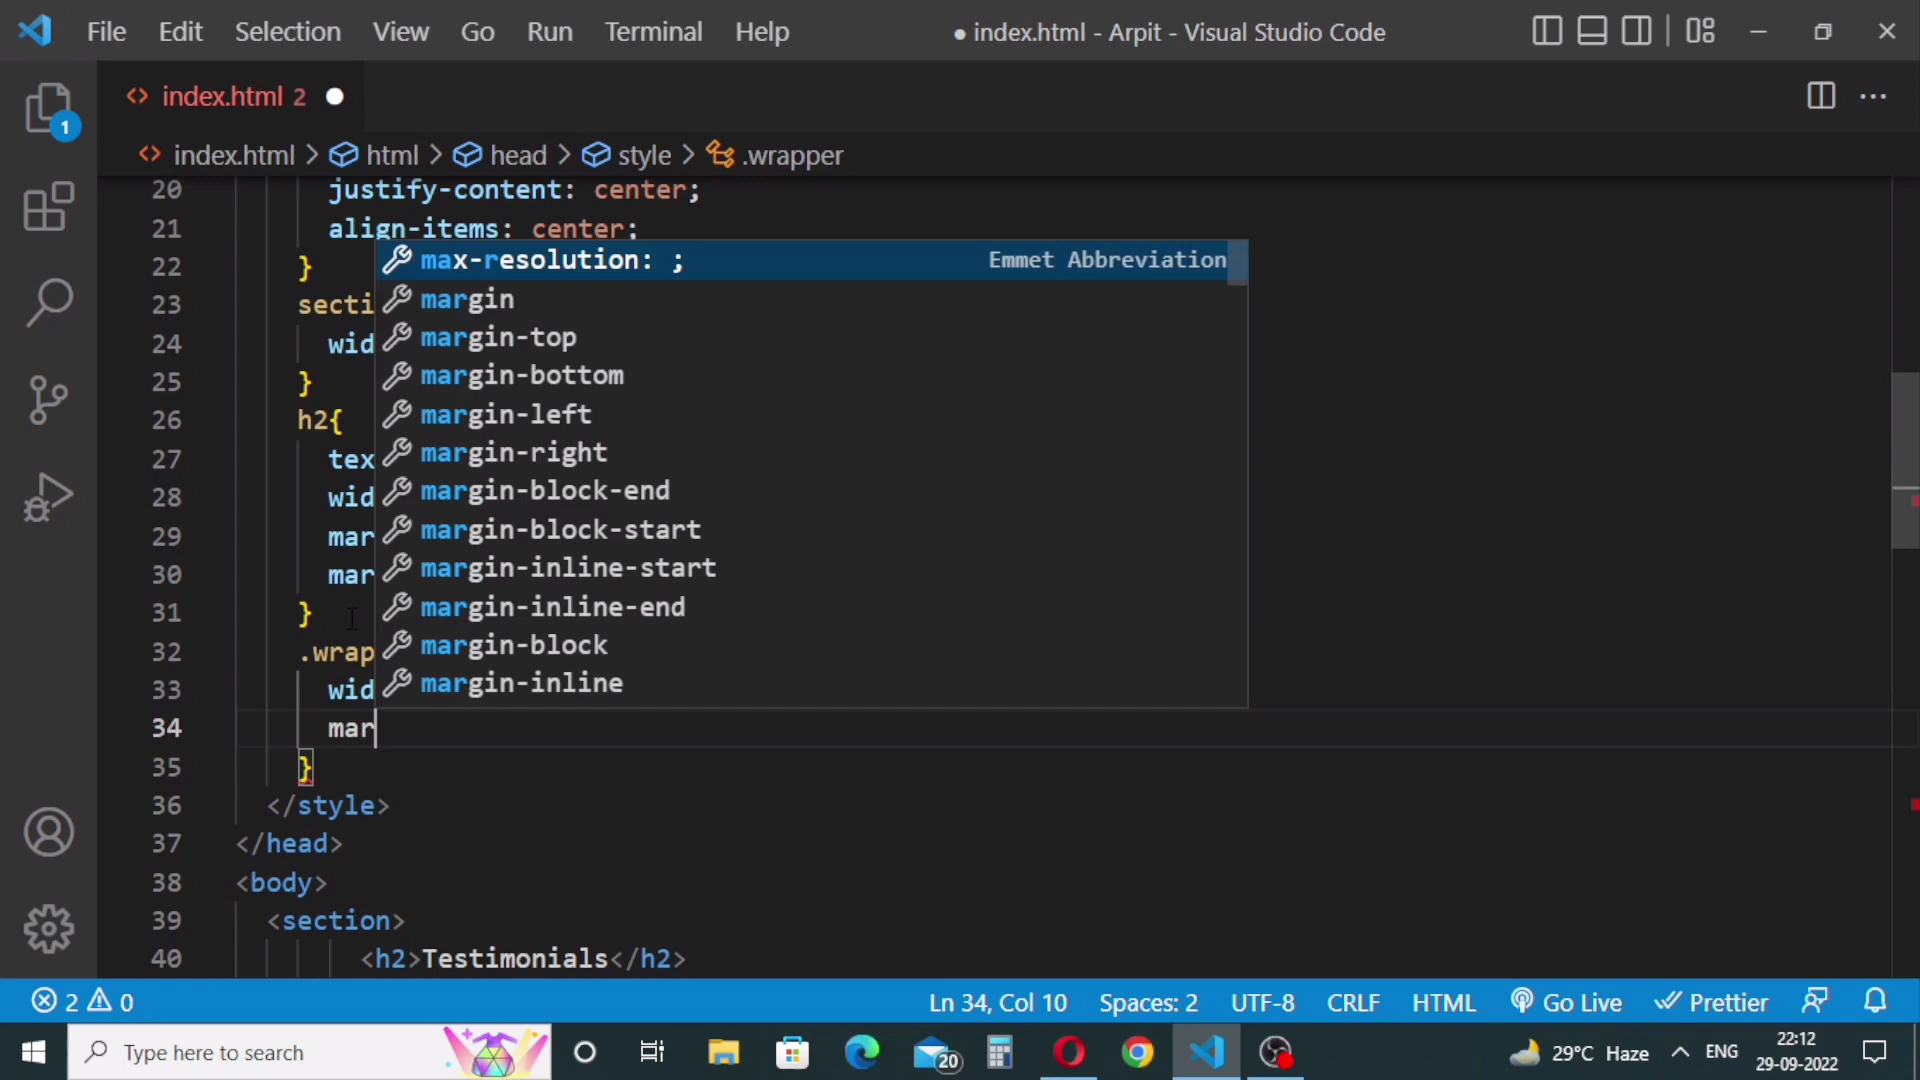 File Edit Selection View Go Run Terminal Help ● index.html - Arpit - Visual Studio Code
1
<> index.html 2 ●
<> index.html > html > head > style > .wrapper
20 justify-content: center;
21 align-items: center;
22 }
23 secti
24 wid
25 }
26 h2{
27 tex
28 wid
29 mar
30 mar
31 }
32 .wrap
33 wid
34 mar
35 }
36 </style>
37 </head>
38 <body>
39 <section>
40 <h2>Testimonials</h2>
max-resolution: ; Emmet Abbreviation
margin
margin-top
margin-bottom
margin-left
margin-right
margin-block-end
margin-block-start
margin-inline-start
margin-inline-end
margin-block
margin-inline
2 0 Ln 34, Col 10 Spaces: 2 UTF-8 CRLF HTML Go Live Prettier
Type here to search 20 29°C Haze ENG 22:12
29-09-2022